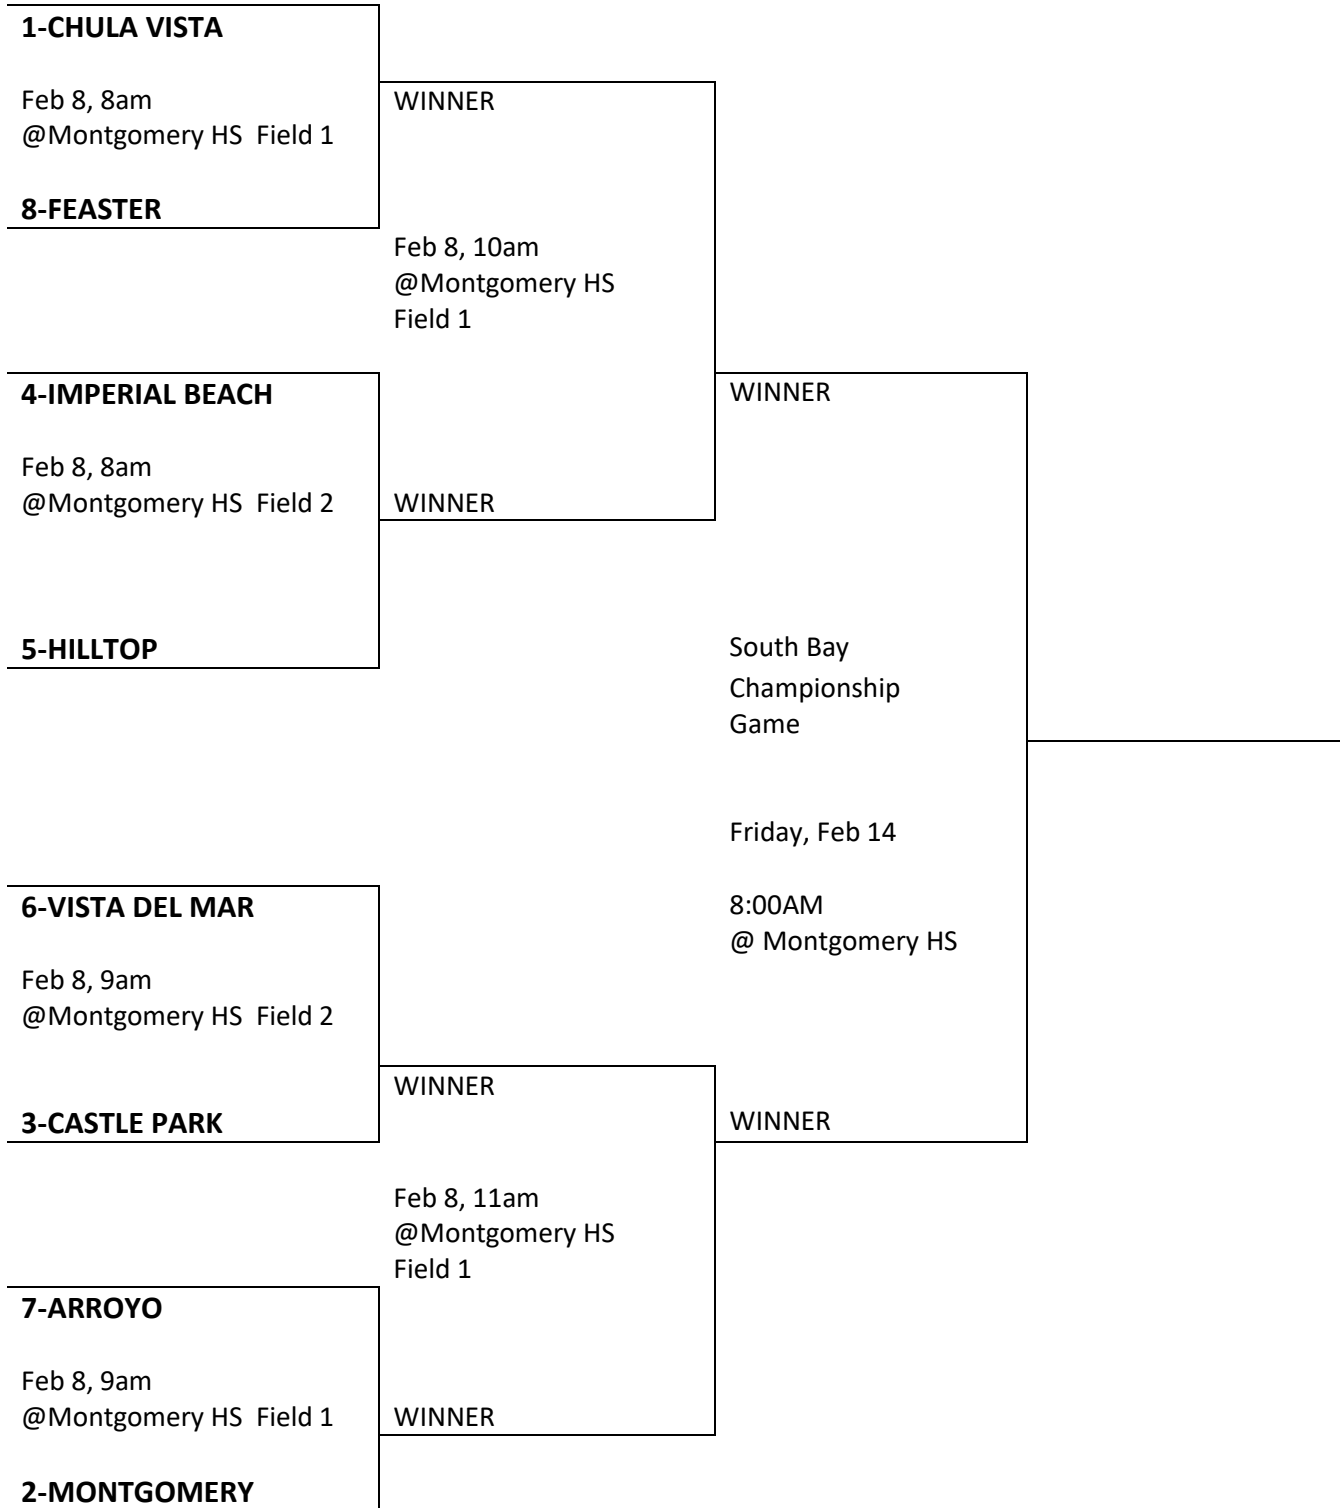 1-CHULA VISTA
Feb 8, 8am
@Montgomery HS  Field 1
8-FEASTER
WINNER
Feb 8, 10am
@Montgomery HS
Field 1
4-IMPERIAL BEACH
Feb 8, 8am
@Montgomery HS  Field 2
5-HILLTOP
WINNER
WINNER
South Bay
Championship
Game
Friday, Feb 14
8:00AM
@ Montgomery HS
6-VISTA DEL MAR
Feb 8, 9am
@Montgomery HS  Field 2
3-CASTLE PARK
WINNER
WINNER
Feb 8, 11am
@Montgomery HS
Field 1
7-ARROYO
Feb 8, 9am
@Montgomery HS  Field 1
2-MONTGOMERY
WINNER